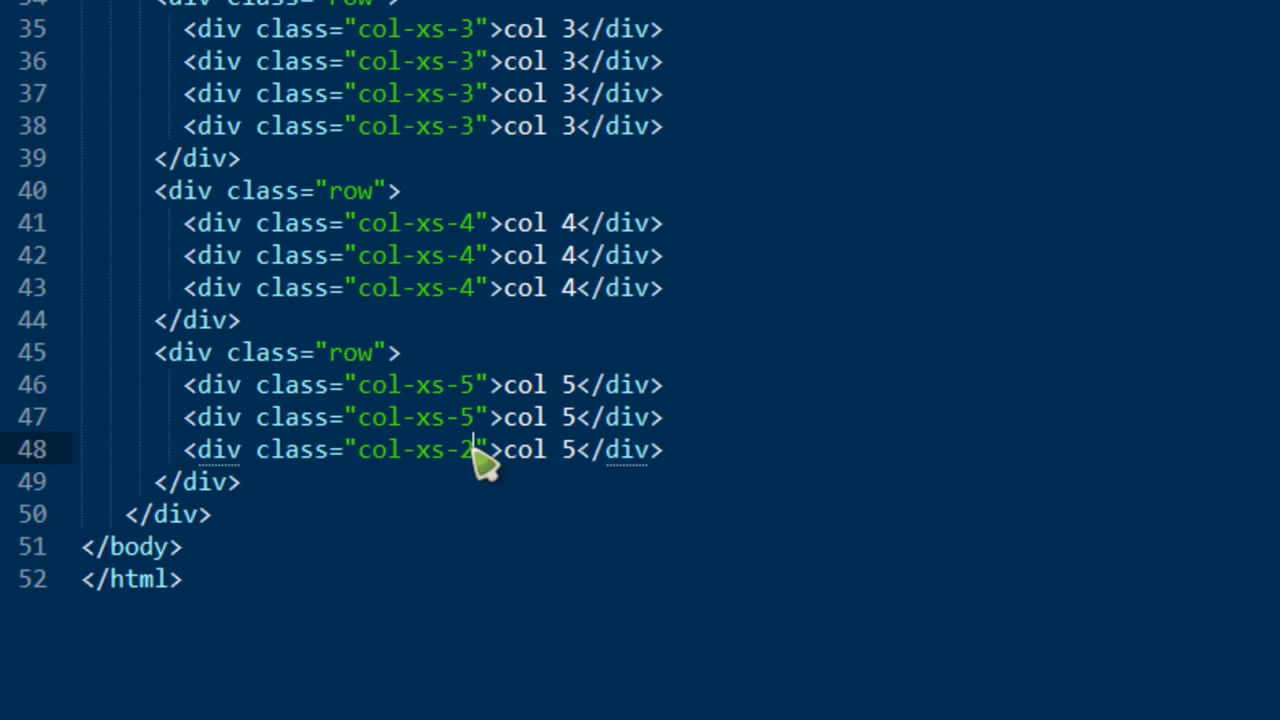 34 <div class="row">
35 <div class="col-xs-3">col 3</div>
36 <div class="col-xs-3">col 3</div>
37 <div class="col-xs-3">col 3</div>
38 <div class="col-xs-3">col 3</div>
39 </div>
40 <div class="row">
41 <div class="col-xs-4">col 4</div>
42 <div class="col-xs-4">col 4</div>
43 <div class="col-xs-4">col 4</div>
44 </div>
45 <div class="row">
46 <div class="col-xs-5">col 5</div>
47 <div class="col-xs-5">col 5</div>
48 <div class="col-xs-2">col 5</div>
49 </div>
50 </div>
51 </body>
52 </html>